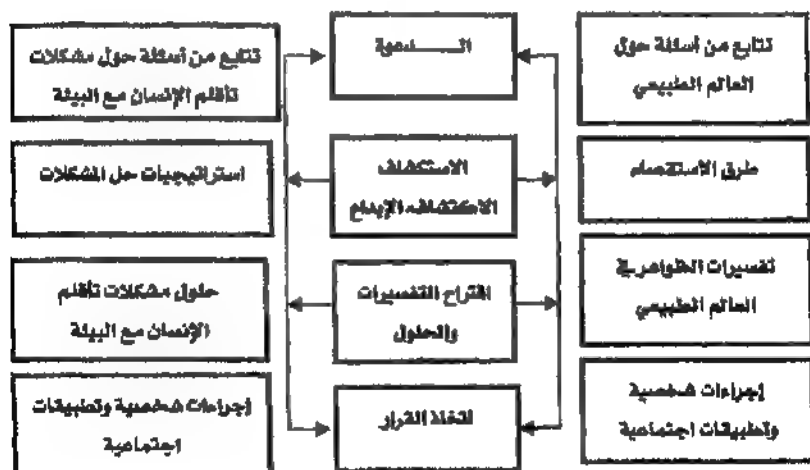 تتابع من أسئلة حول
العالم الطبيعي
الدعوة
تتابع من أسئلة حول مشكلات
تأقلم الإنسان مع البيئة
طرق الاستقصاء
الاستكشاف
الاكتشاف الإبداع
استراتيجيات حل المشكلات
تفسيرات الظواهر في
العالم الطبيعي
اقتراح التفسيرات
والحلول
حلول مشكلات تأقلم
الإنسان مع البيئة
إجراءات شخصية
وتطبيقات اجتماعية
اتخاذ القرار
إجراءات شخصية وتطبيقات
اجتماعية